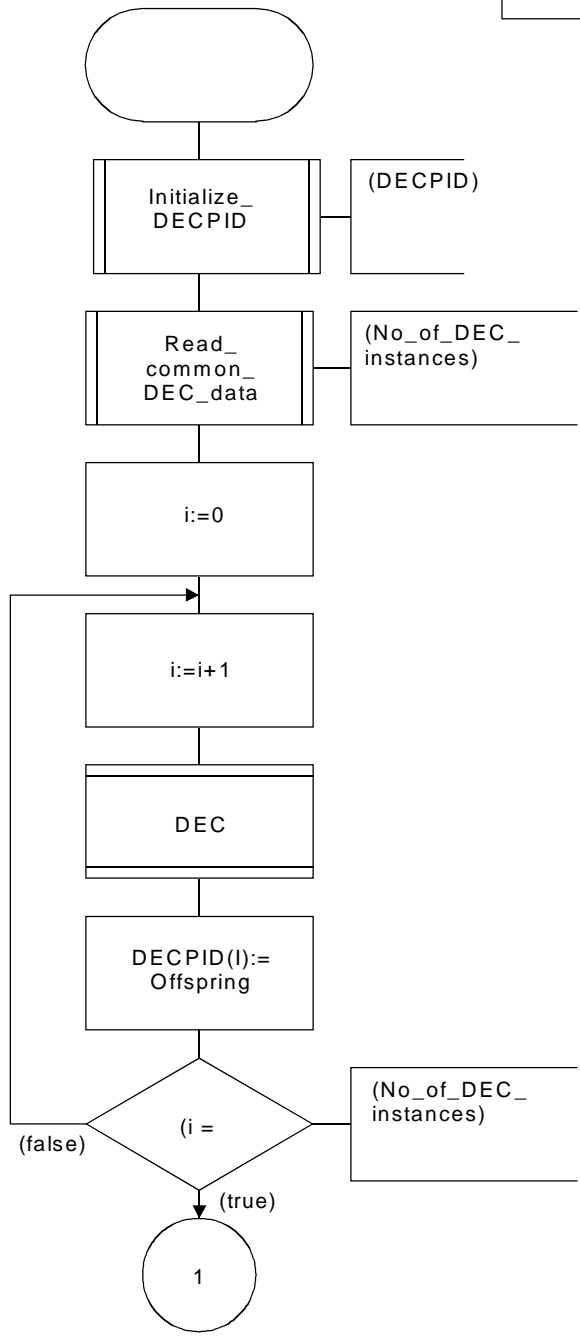 Initialize_
DECPID
(DECPID)
Read_
common_
DEC_data
(No_of_DEC_
instances)
i:=0
i:=i+1
DEC
DECPID(I):=
Offspring
(i =
(No_of_DEC_
instances)
(false)
(true)
1